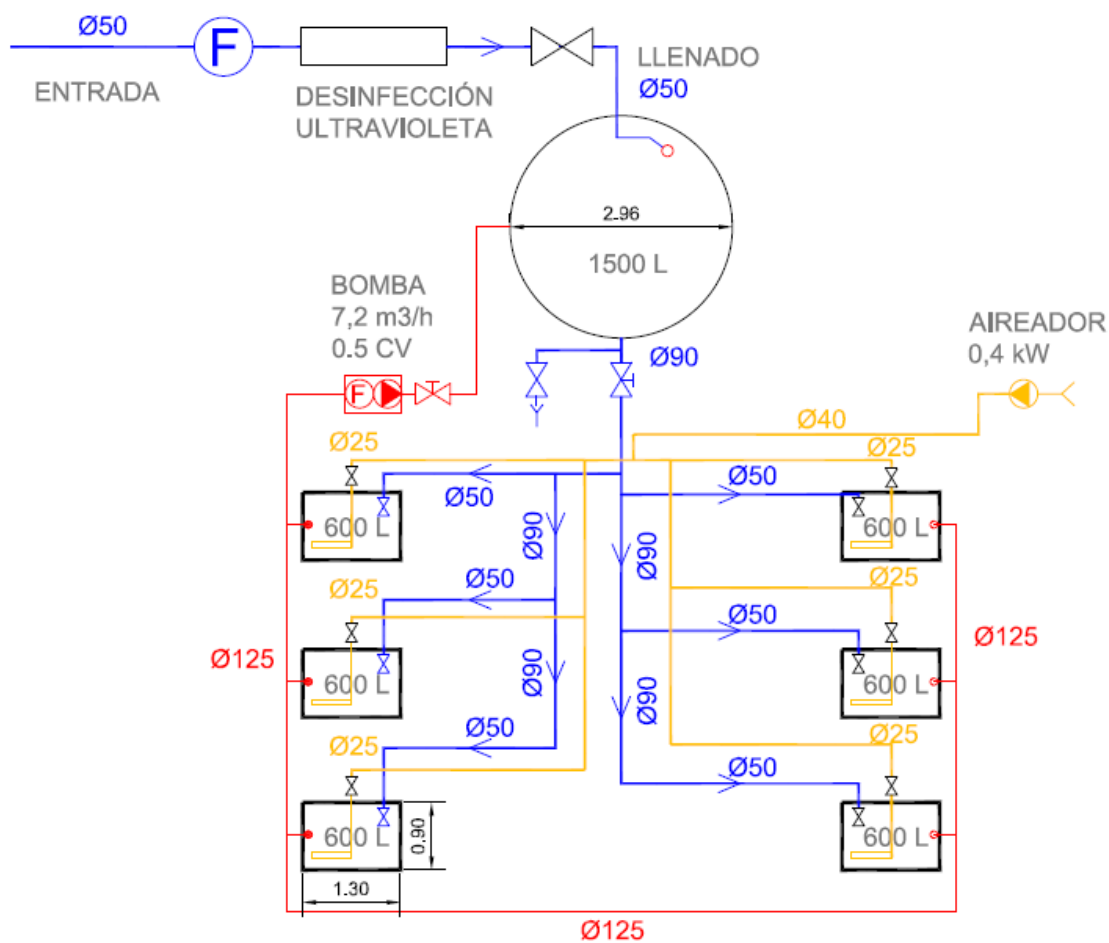 Ø50
F
ENTRADA
DESINFECCIÓN
ULTRAVIOLETA
LLENADO
Ø50
2.96
1500 L
BOMBA
7,2 m3/h
0.5 CV
F
Ø90
AIREADOR
0,4 kW
Ø40
Ø25
Ø50
Ø50
Ø25
600 L
Ø90
Ø90
600 L
Ø25
Ø50
Ø50
Ø25
Ø125
600 L
Ø90
Ø90
600 L
Ø125
Ø25
Ø50
Ø50
Ø25
600 L
0.90
600 L
1.30
Ø125